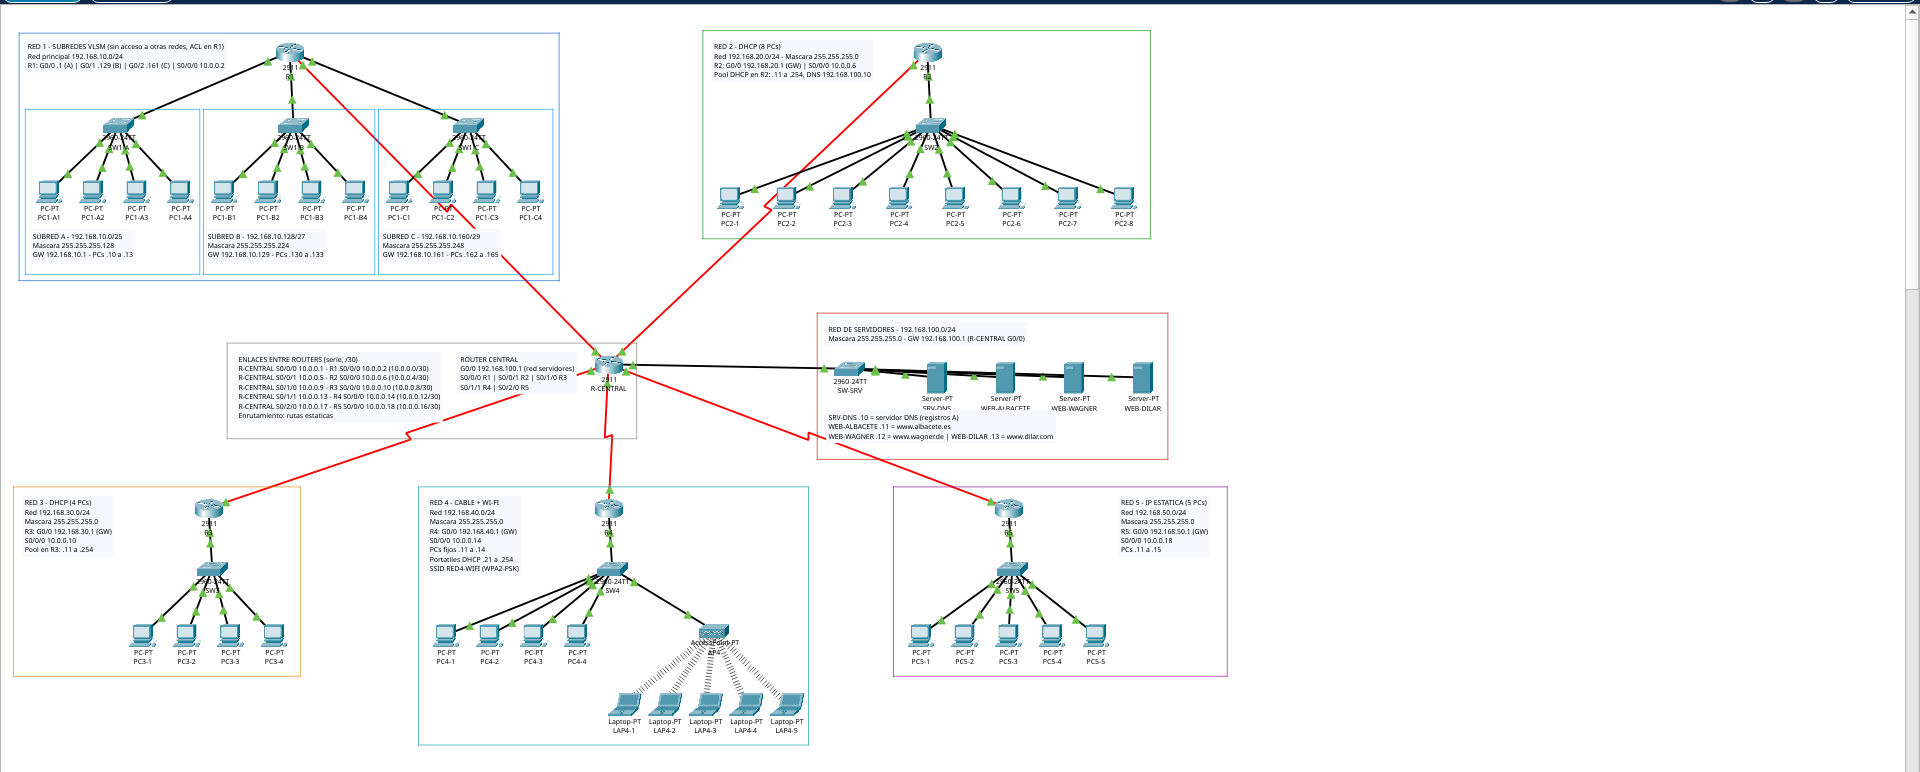 RED 1 - SUBREDES VLSM (sin acceso a otras redes, ACL en R1)
Red principal 192.168.10.0/24
R1: G0/0 .1 (A) | G0/1 .129 (B) | G0/2 .161 (C) | S0/0/0 10.0.0.2
2911
R1
2960-24TT
SW1-A
2960-24TT
SW1-B
2960-24TT
SW1-C
PC-PT
PC1-A1
PC-PT
PC1-A2
PC-PT
PC1-A3
PC-PT
PC1-A4
PC-PT
PC1-B1
PC-PT
PC1-B2
PC-PT
PC1-B3
PC-PT
PC1-B4
PC-PT
PC1-C1
PC-PT
PC1-C2
PC-PT
PC1-C3
PC-PT
PC1-C4
SUBRED A - 192.168.10.0/25
Mascara 255.255.255.128
GW 192.168.10.1 - PCs .10 a .13
SUBRED B - 192.168.10.128/27
Mascara 255.255.255.224
GW 192.168.10.129 - PCs .130 a .133
SUBRED C - 192.168.10.160/29
Mascara 255.255.255.248
GW 192.168.10.161 - PCs .162 a .165
RED 2 - DHCP (8 PCs)
Red 192.168.20.0/24 - Mascara 255.255.255.0
R2: G0/0 192.168.20.1 (GW) | S0/0/0 10.0.0.6
Pool DHCP en R2: .11 a .254, DNS 192.168.100.10
2911
R2
2960-24TT
SW2
PC-PT
PC2-1
PC-PT
PC2-2
PC-PT
PC2-3
PC-PT
PC2-4
PC-PT
PC2-5
PC-PT
PC2-6
PC-PT
PC2-7
PC-PT
PC2-8
ENLACES ENTRE ROUTERS (serie, /30)
R-CENTRAL S0/0/0 10.0.0.1 - R1 S0/0/0 10.0.0.2 (10.0.0.0/30)
R-CENTRAL S0/0/1 10.0.0.5 - R2 S0/0/0 10.0.0.6 (10.0.0.4/30)
R-CENTRAL S0/1/0 10.0.0.9 - R3 S0/0/0 10.0.0.10 (10.0.0.8/30)
R-CENTRAL S0/1/1 10.0.0.13 - R4 S0/0/0 10.0.0.14 (10.0.0.12/30)
R-CENTRAL S0/2/0 10.0.0.17 - R5 S0/0/0 10.0.0.18 (10.0.0.16/30)
Enrutamiento: rutas estaticas
ROUTER CENTRAL
G0/0 192.168.100.1 (red servidores)
S0/0/0 R1 | S0/0/1 R2 | S0/1/0 R3
S0/1/1 R4 | S0/2/0 R5
2911
R-CENTRAL
RED DE SERVIDORES - 192.168.100.0/24
Mascara 255.255.255.0 - GW 192.168.100.1 (R-CENTRAL G0/0)
2960-24TT
SW-SRV
Server-PT
SRV-DNS
Server-PT
WEB-ALBACETE
Server-PT
WEB-WAGNER
Server-PT
WEB-DILAR
SRV-DNS .10 = servidor DNS (registros A)
WEB-ALBACETE .11 = www.albacete.es
WEB-WAGNER .12 = www.wagner.de | WEB-DILAR .13 = www.dilar.com
RED 3 - DHCP (4 PCs)
Red 192.168.30.0/24
Mascara 255.255.255.0
R3: G0/0 192.168.30.1 (GW)
S0/0/0 10.0.0.10
Pool en R3: .11 a .254
2911
R3
2960-24TT
SW3
PC-PT
PC3-1
PC-PT
PC3-2
PC-PT
PC3-3
PC-PT
PC3-4
RED 4 - CABLE + WI-FI
Red 192.168.40.0/24
Mascara 255.255.255.0
R4: G0/0 192.168.40.1 (GW)
S0/0/0 10.0.0.14
PCs fijos .11 a .14
Portatiles DHCP .21 a .254
SSID RED4-WIFI (WPA2-PSK)
2911
R4
2960-24TT
SW4
PC-PT
PC4-1
PC-PT
PC4-2
PC-PT
PC4-3
PC-PT
PC4-4
AccessPoint-PT
AP4
Laptop-PT
LAP4-1
Laptop-PT
LAP4-2
Laptop-PT
LAP4-3
Laptop-PT
LAP4-4
Laptop-PT
LAP4-5
RED 5 - IP ESTATICA (5 PCs)
Red 192.168.50.0/24
Mascara 255.255.255.0
R5: G0/0 192.168.50.1 (GW)
S0/0/0 10.0.0.18
PCs .11 a .15
2911
R5
2960-24TT
SW5
PC-PT
PC5-1
PC-PT
PC5-2
PC-PT
PC5-3
PC-PT
PC5-4
PC-PT
PC5-5